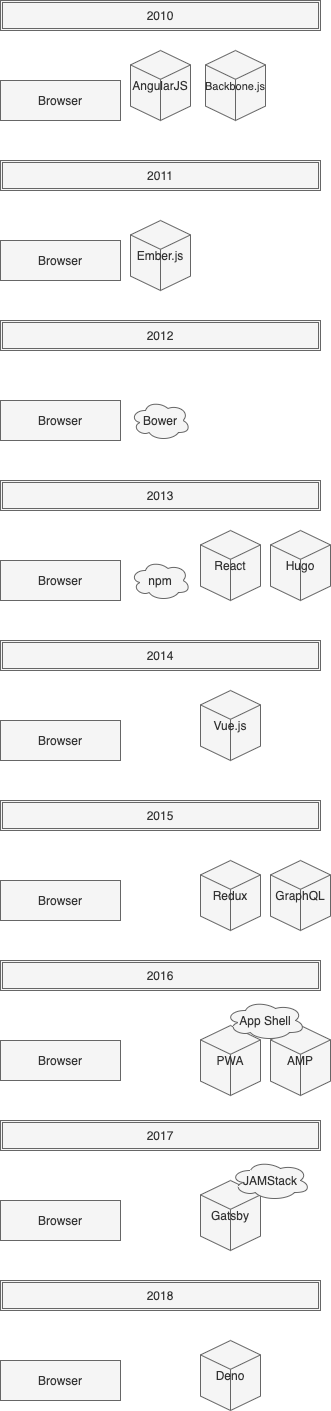 2010
Browser
AngularJS
Backbone.js
2011
Browser
Ember.js
2012
Browser
Bower
2013
Browser
npm
React
Hugo
2014
Browser
Vue.js
2015
Browser
Redux
GraphQL
2016
App Shell
Browser
PWA
AMP
2017
JAMStack
Browser
Gatsby
2018
Browser
Deno